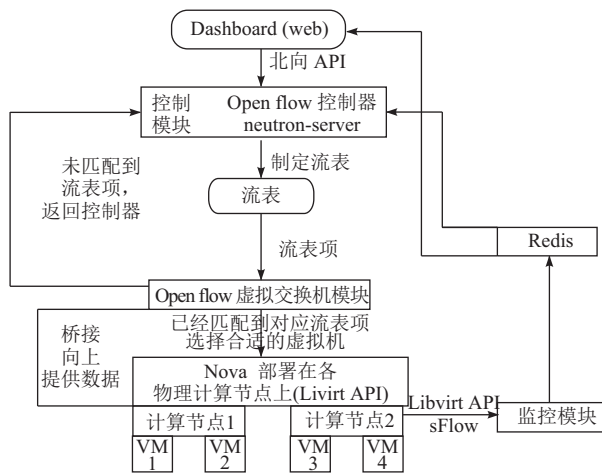 Dashboard (web)
北向 API
控制 Open flow 控制器
模块 neutron-server
制定流表
未匹配到
流表项，
返回控制器
流表
Redis
流表项
Open flow 虚拟交换机模块
已经匹配到对应流表项
选择合适的虚拟机
桥接
向上
提供数据
Nova 部署在各
物理计算节点上(Livirt API)
Libvirt API
sFlow
监控模块
计算节点1
计算节点2
VM
1
VM
2
VM
3
VM
4